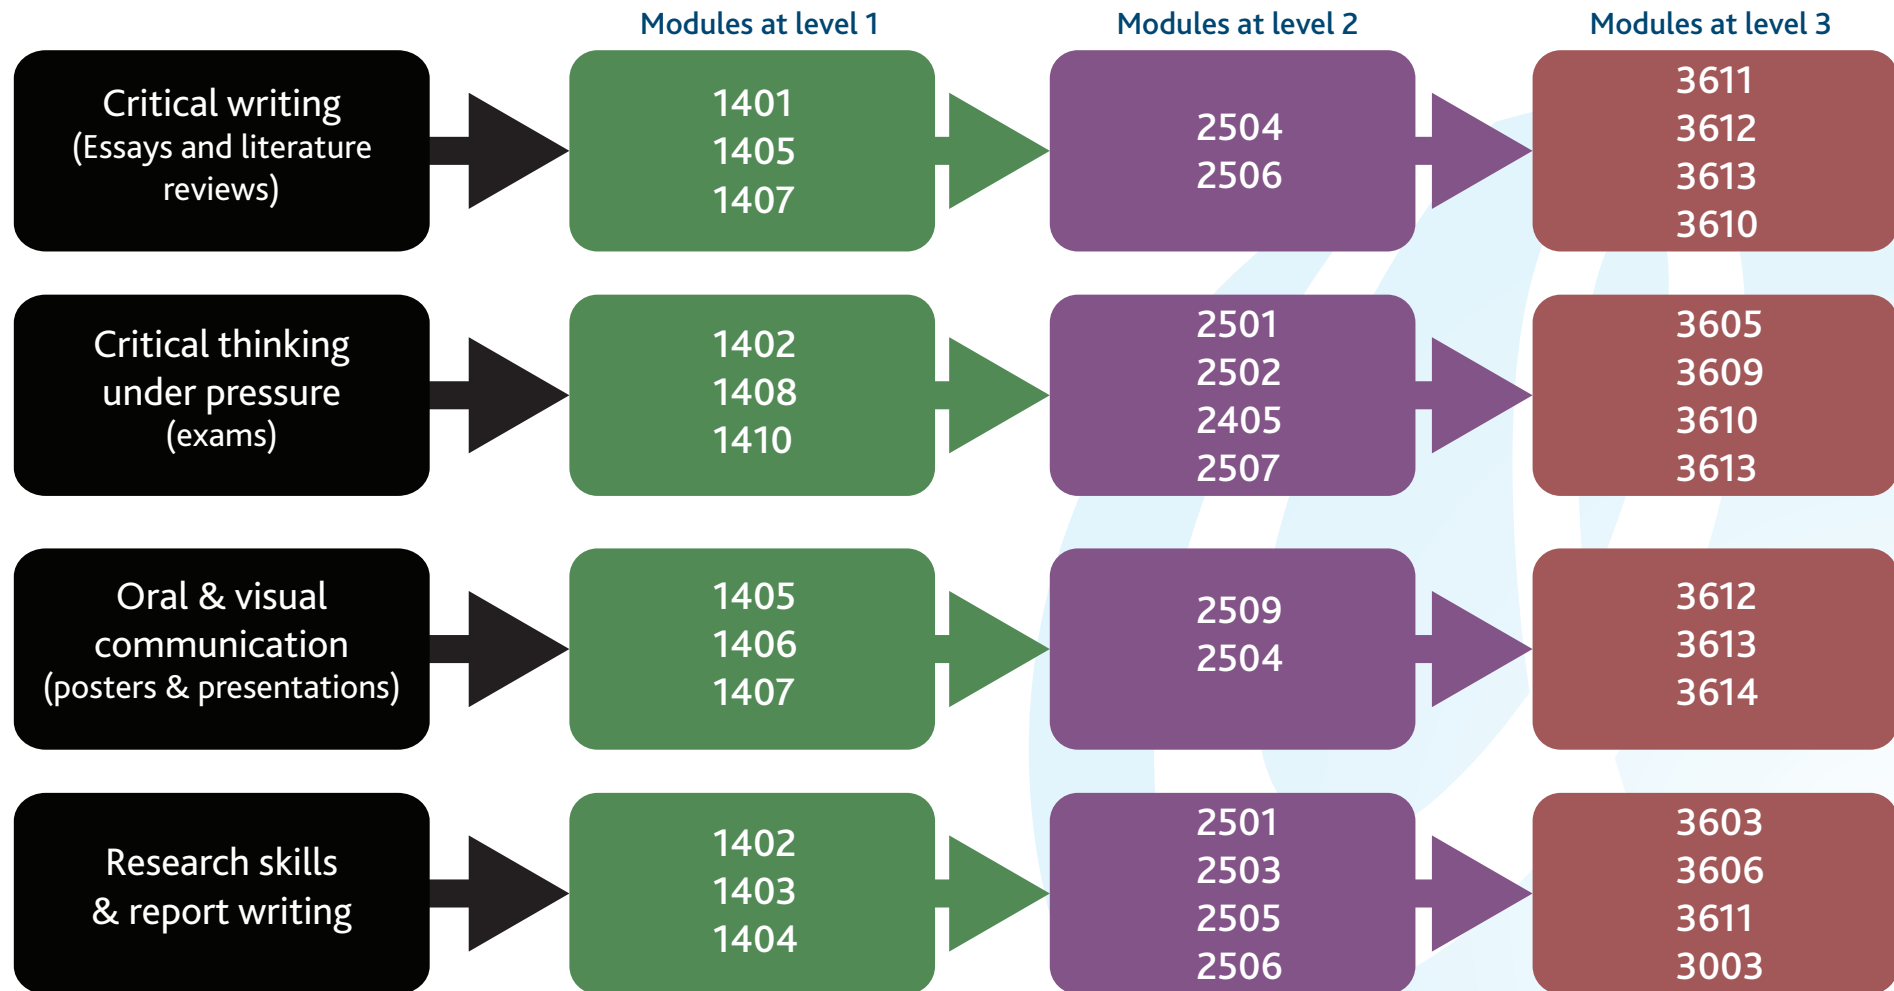 Modules at level 1
Modules at level 2
Modules at level 3
Critical writing
(Essays and literature
reviews)
1401
1405
1407
2504
2506
3611
3612
3613
3610
Critical thinking
under pressure
(exams)
1402
1408
1410
2501
2502
2405
2507
3605
3609
3610
3613
Oral & visual
communication
(posters & presentations)
1405
1406
1407
2509
2504
3612
3613
3614
Research skills
& report writing
1402
1403
1404
2501
2503
2505
2506
3603
3606
3611
3003